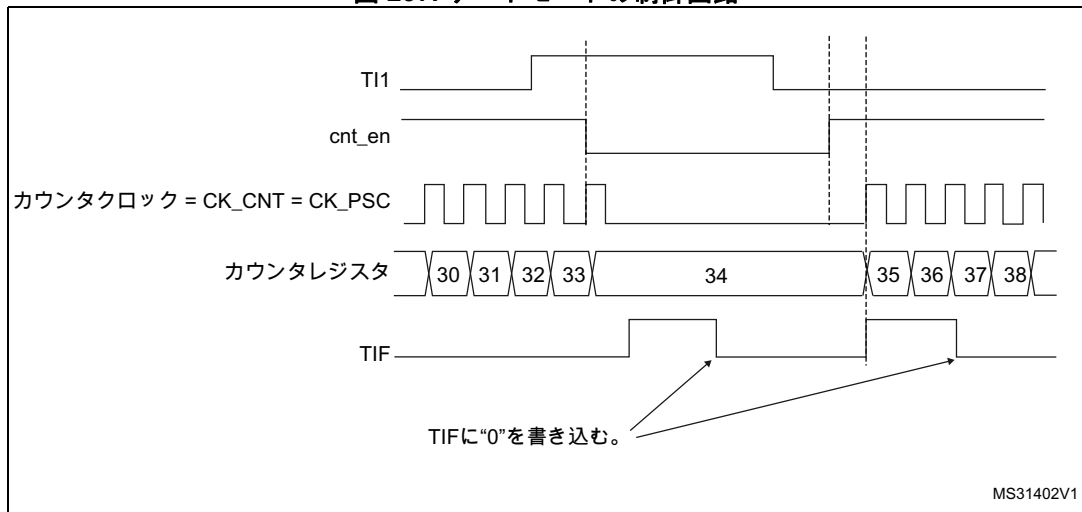 TI1
cnt_en
カウンタクロック = CK_CNT = CK_PSC
カウンタレジスタ 30 31 32 33 34 35 36 37 38
TIF
TIFに“0”を書き込む。
MS31402V1